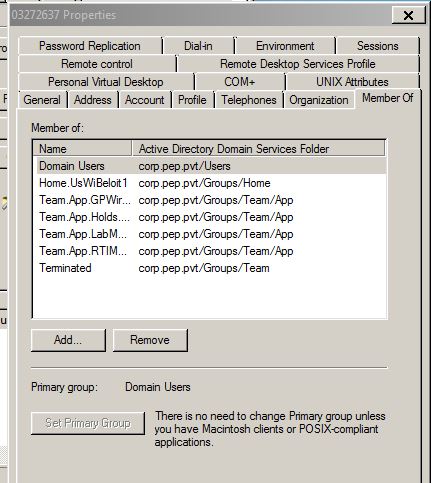 03272637 Properties
Password Replication Dial-in Environment Sessions
Remote control Remote Desktop Services Profile
Personal Virtual Desktop COM+ UNIX Attributes
General Address Account Profile Telephones Organization Member Of
Member of:
Name Active Directory Domain Services Folder
Domain Users corp.pep.pvt/Users
Home.UsWiBeloit1 corp.pep.pvt/Groups/Home
Team.App.GPWir... corp.pep.pvt/Groups/Team/App
Team.App.Holds.... corp.pep.pvt/Groups/Team/App
Team.App.LabM... corp.pep.pvt/Groups/Team/App
Team.App.RTIM... corp.pep.pvt/Groups/Team/App
Terminated corp.pep.pvt/Groups/Team
Add... Remove
Primary group: Domain Users
Set Primary Group There is no need to change Primary group unless
you have Macintosh clients or POSIX-compliant
applications.